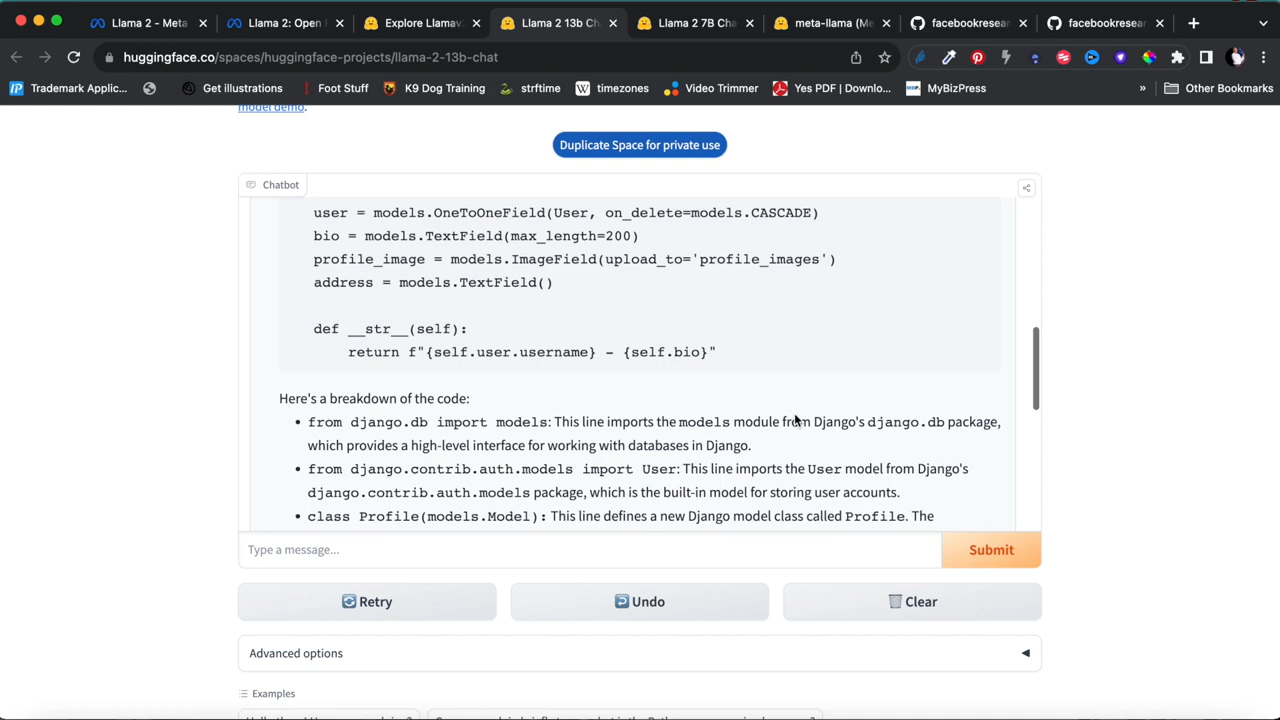 Llama 2 - Meta
Llama 2: Open F
Explore Llamav
Llama 2 13b Ch
Llama 2 7B Cha
meta-llama (Me
facebookresear
facebookresear
huggingface.co/spaces/huggingface-projects/llama-2-13b-chat
Trademark Applic...
Get illustrations
Foot Stuff
K9 Dog Training
strftime
timezones
Video Trimmer
Yes PDF | Downlo...
MyBizPress
»
Other Bookmarks
model demo.
Duplicate Space for private use
Chatbot
user = models.OneToOneField(User, on_delete=models.CASCADE)
bio = models.TextField(max_length=200)
profile_image = models.ImageField(upload_to='profile_images')
address = models.TextField()
def __str__(self):
return f"{self.user.username} - {self.bio}"
Here's a breakdown of the code:
• from django.db import models: This line imports the models module from Django's django.db package,
which provides a high-level interface for working with databases in Django.
• from django.contrib.auth.models import User: This line imports the User model from Django's
django.contrib.auth.models package, which is the built-in model for storing user accounts.
• class Profile(models.Model): This line defines a new Django model class called Profile. The
Type a message...
Submit
Retry
Undo
Clear
Advanced options
Examples